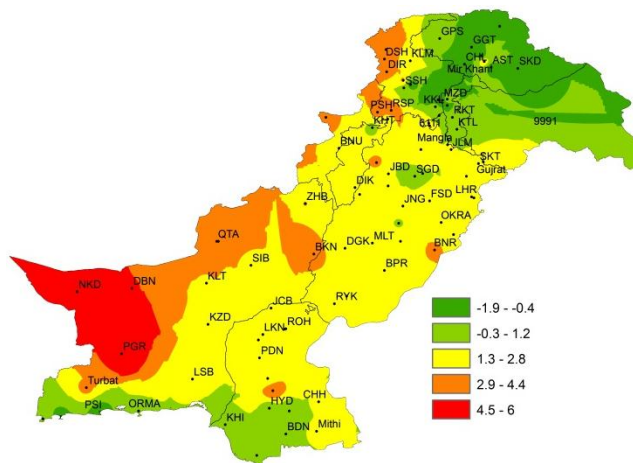 GPS
GGT
DSH KLM
CHL AST
DIR Mir Khani SKD
SSH
MZD
KKL
PSH RSP RKT
KHT KTL 9991
Mangla
BNU JLM
SKT
JBD SGD Gujrat
DIK
ZHB JNG FSD LHR
OKRA
QTA
DGK MLT BNR
SIB BKN
BPR
KLT
NKD DBN
JCB RYK
KZD ROH
LKN
PGR PDN
LSB
Turbat CHH
PSI ORMA HYD
KHI BDN Mithi
-1.9 - -0.4
-0.3 - 1.2
1.3 - 2.8
2.9 - 4.4
4.5 - 6